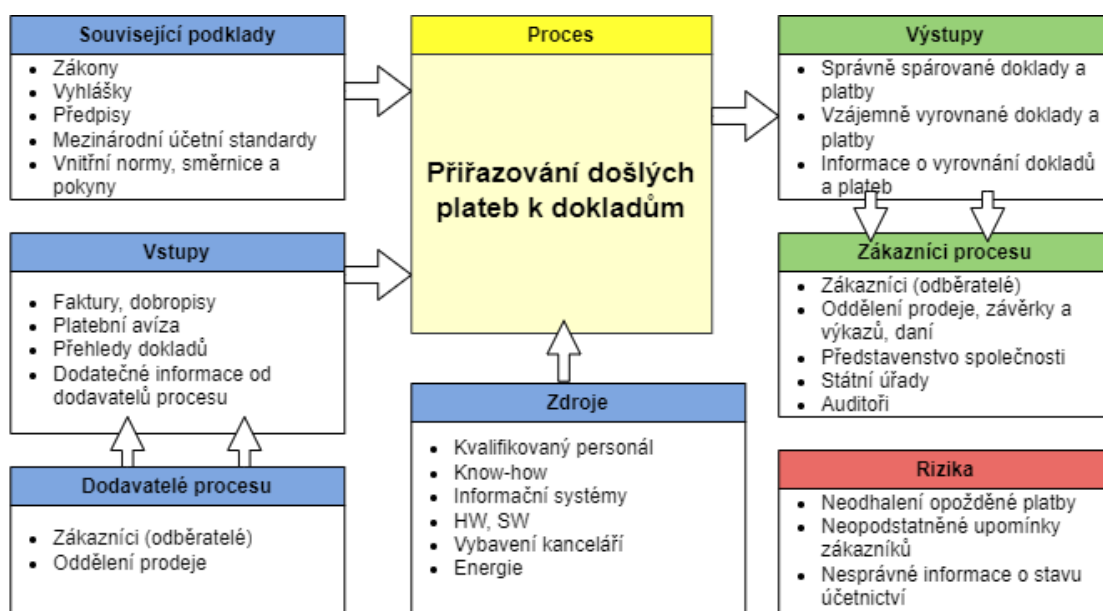 Související podklady
Zákony
Vyhlášky
Předpisy
Mezinárodní účetní standardy
Vnitřní normy, směrnice a
pokyny
Vstupy
Faktury, dobropisy
Platební avíza
Přehledy dokladů
Dodatečné informace od
dodavatelů procesu
Dodavatelé procesu
Zákazníci (odběratelé)
Oddělení prodeje
Proces
Přiřazování došlých
plateb k dokladům
Zdroje
Kvalifikovaný personál
Know-how
Informační systémy
HW, SW
Vybavení kanceláří
Energie
Výstupy
Správně spárované doklady a
platby
Vzájemně vyrovnané doklady a
platby
Informace o vyrovnání dokladů
a plateb
Zákazníci procesu
Zákazníci (odběratelé)
Oddělení prodeje, závěrky a
výkazů, daní
Představenstvo společnosti
Státní úřady
Auditoři
Rizika
Neodhalení opožděné platby
Neopodstatněné upomínky
zákazníků
Nesprávné informace o stavu
účetnictví